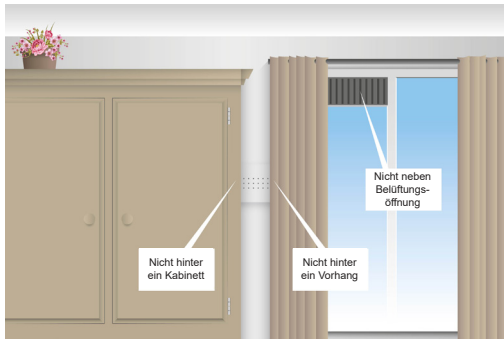 Nicht neben
Belüftungs-
öffnung
Nicht hinter
ein Kabinett
Nicht hinter
ein Vorhang